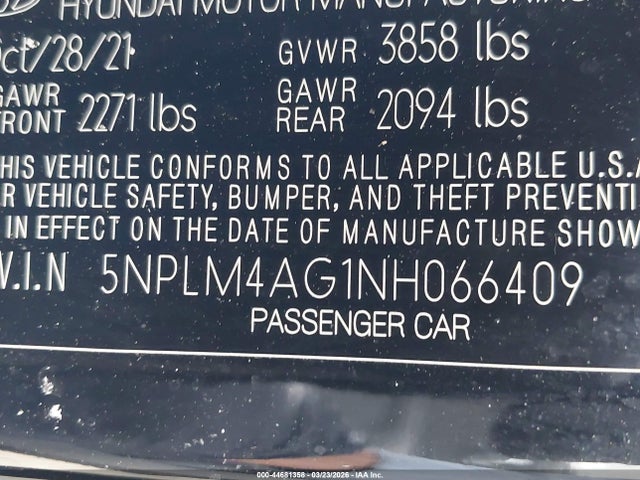 HYUNDAI MOTOR MANUFACTURING
Oct/28/21 GVWR 3858 lbs
GAWR FRONT 2271 lbs GAWR REAR 2094 lbs
THIS VEHICLE CONFORMS TO ALL APPLICABLE U.S.A
R VEHICLE SAFETY, BUMPER, AND THEFT PREVENTI
IN EFFECT ON THE DATE OF MANUFACTURE SHOW
V.I.N 5NPLM4AG1NH066409
PASSENGER CAR
000-44681358 - 03/23/2026 - IAA Inc.